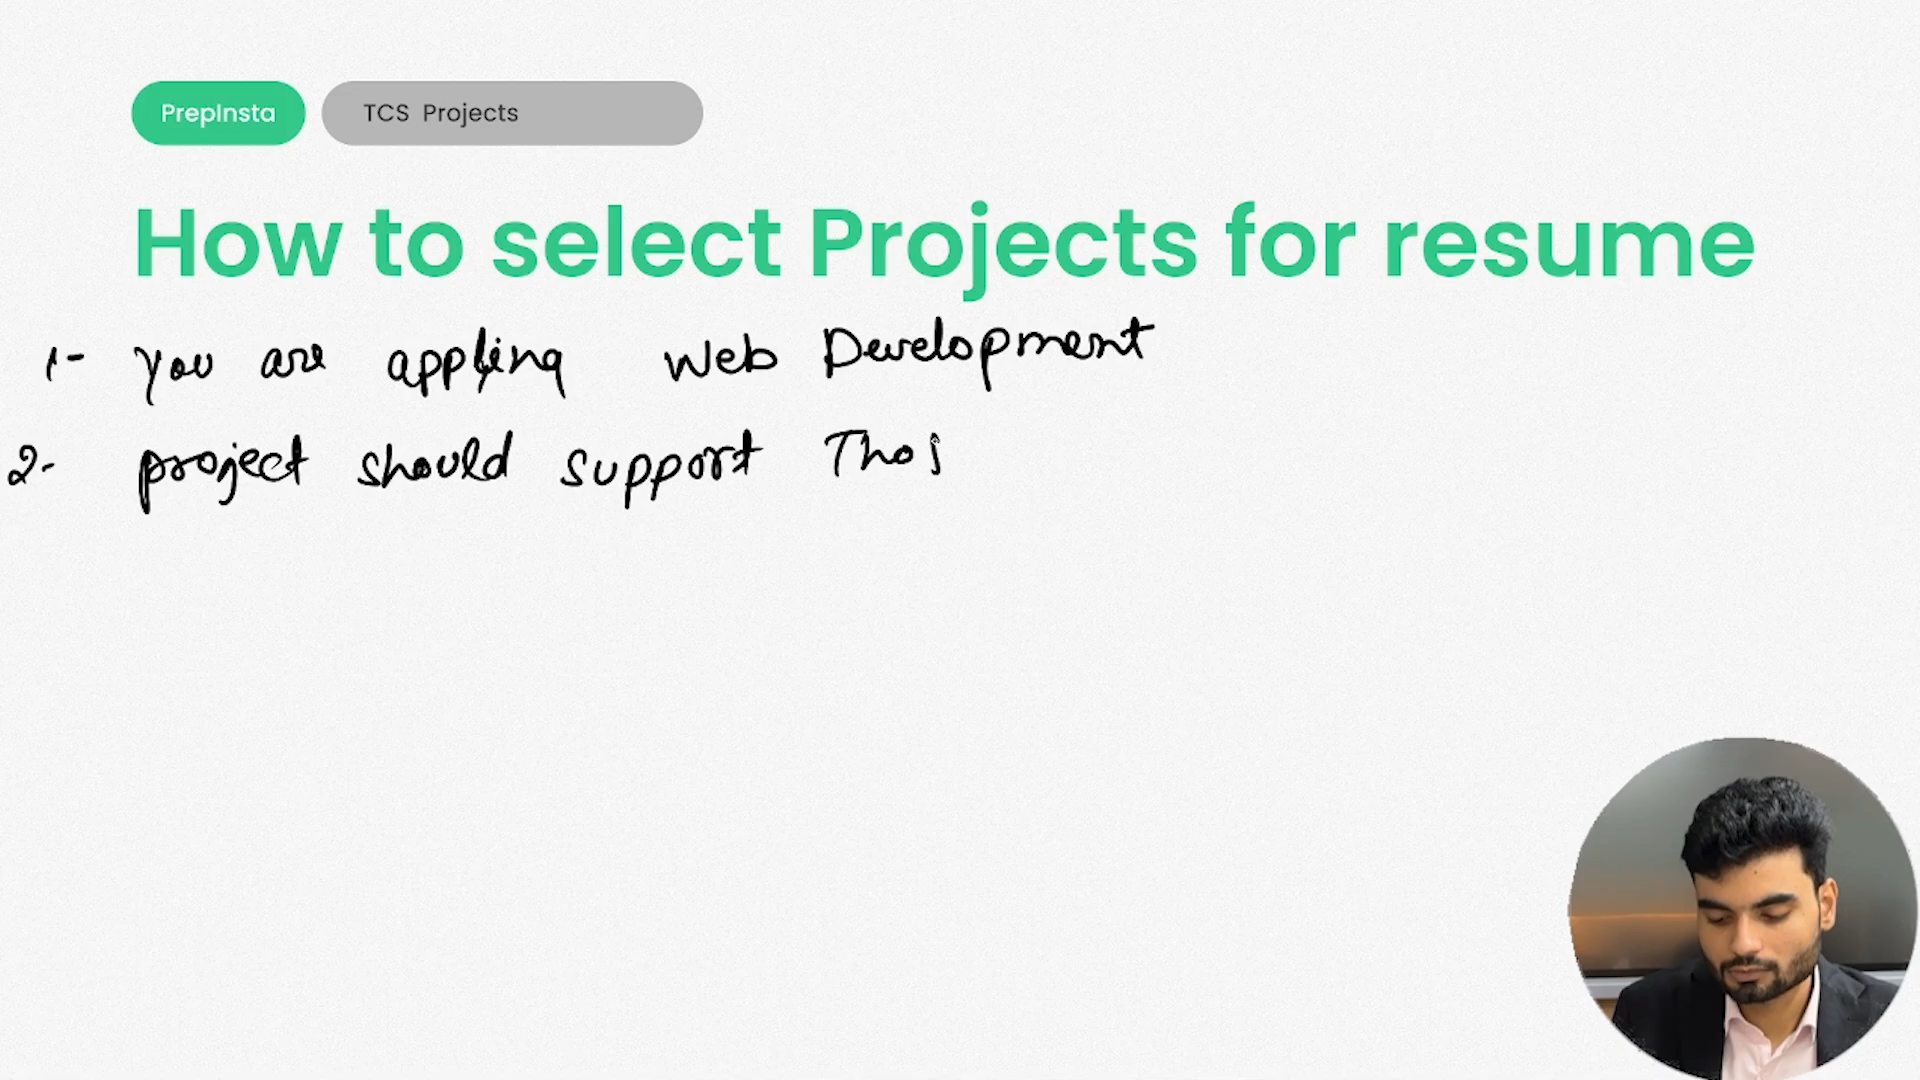 PrepInsta TCS Projects
How to select Projects for resume
1- you are appling Web Development
2- project should support Thos